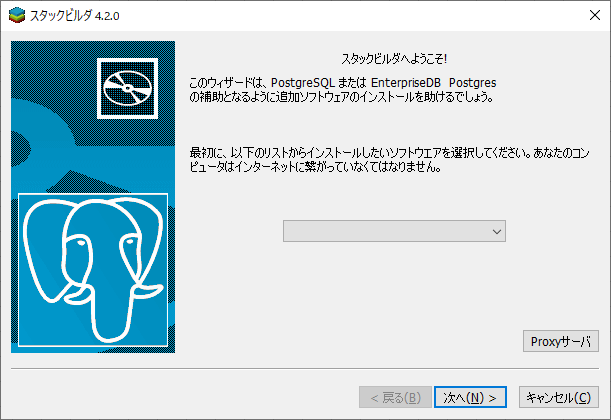 スタックビルダ 4.2.0
スタックビルダへようこそ!
このウィザードは、PostgreSQL または EnterpriseDB Postgres
の補助となるように追加ソフトウェアのインストールを助けるでしょう。
最初に、以下のリストからインストールしたいソフトウエアを選択してください。あなたのコン
ピュータはインターネットに繋がっていなくてはなりません。
Proxyサーバ
< 戻る(B)
次へ(N) >
キャンセル(C)